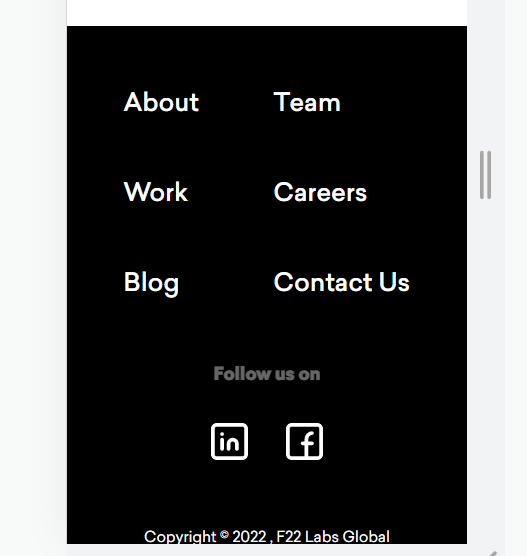 About Team
Work Careers
Blog Contact Us
Follow us on
in f
Copyright © 2022 , F22 Labs Global